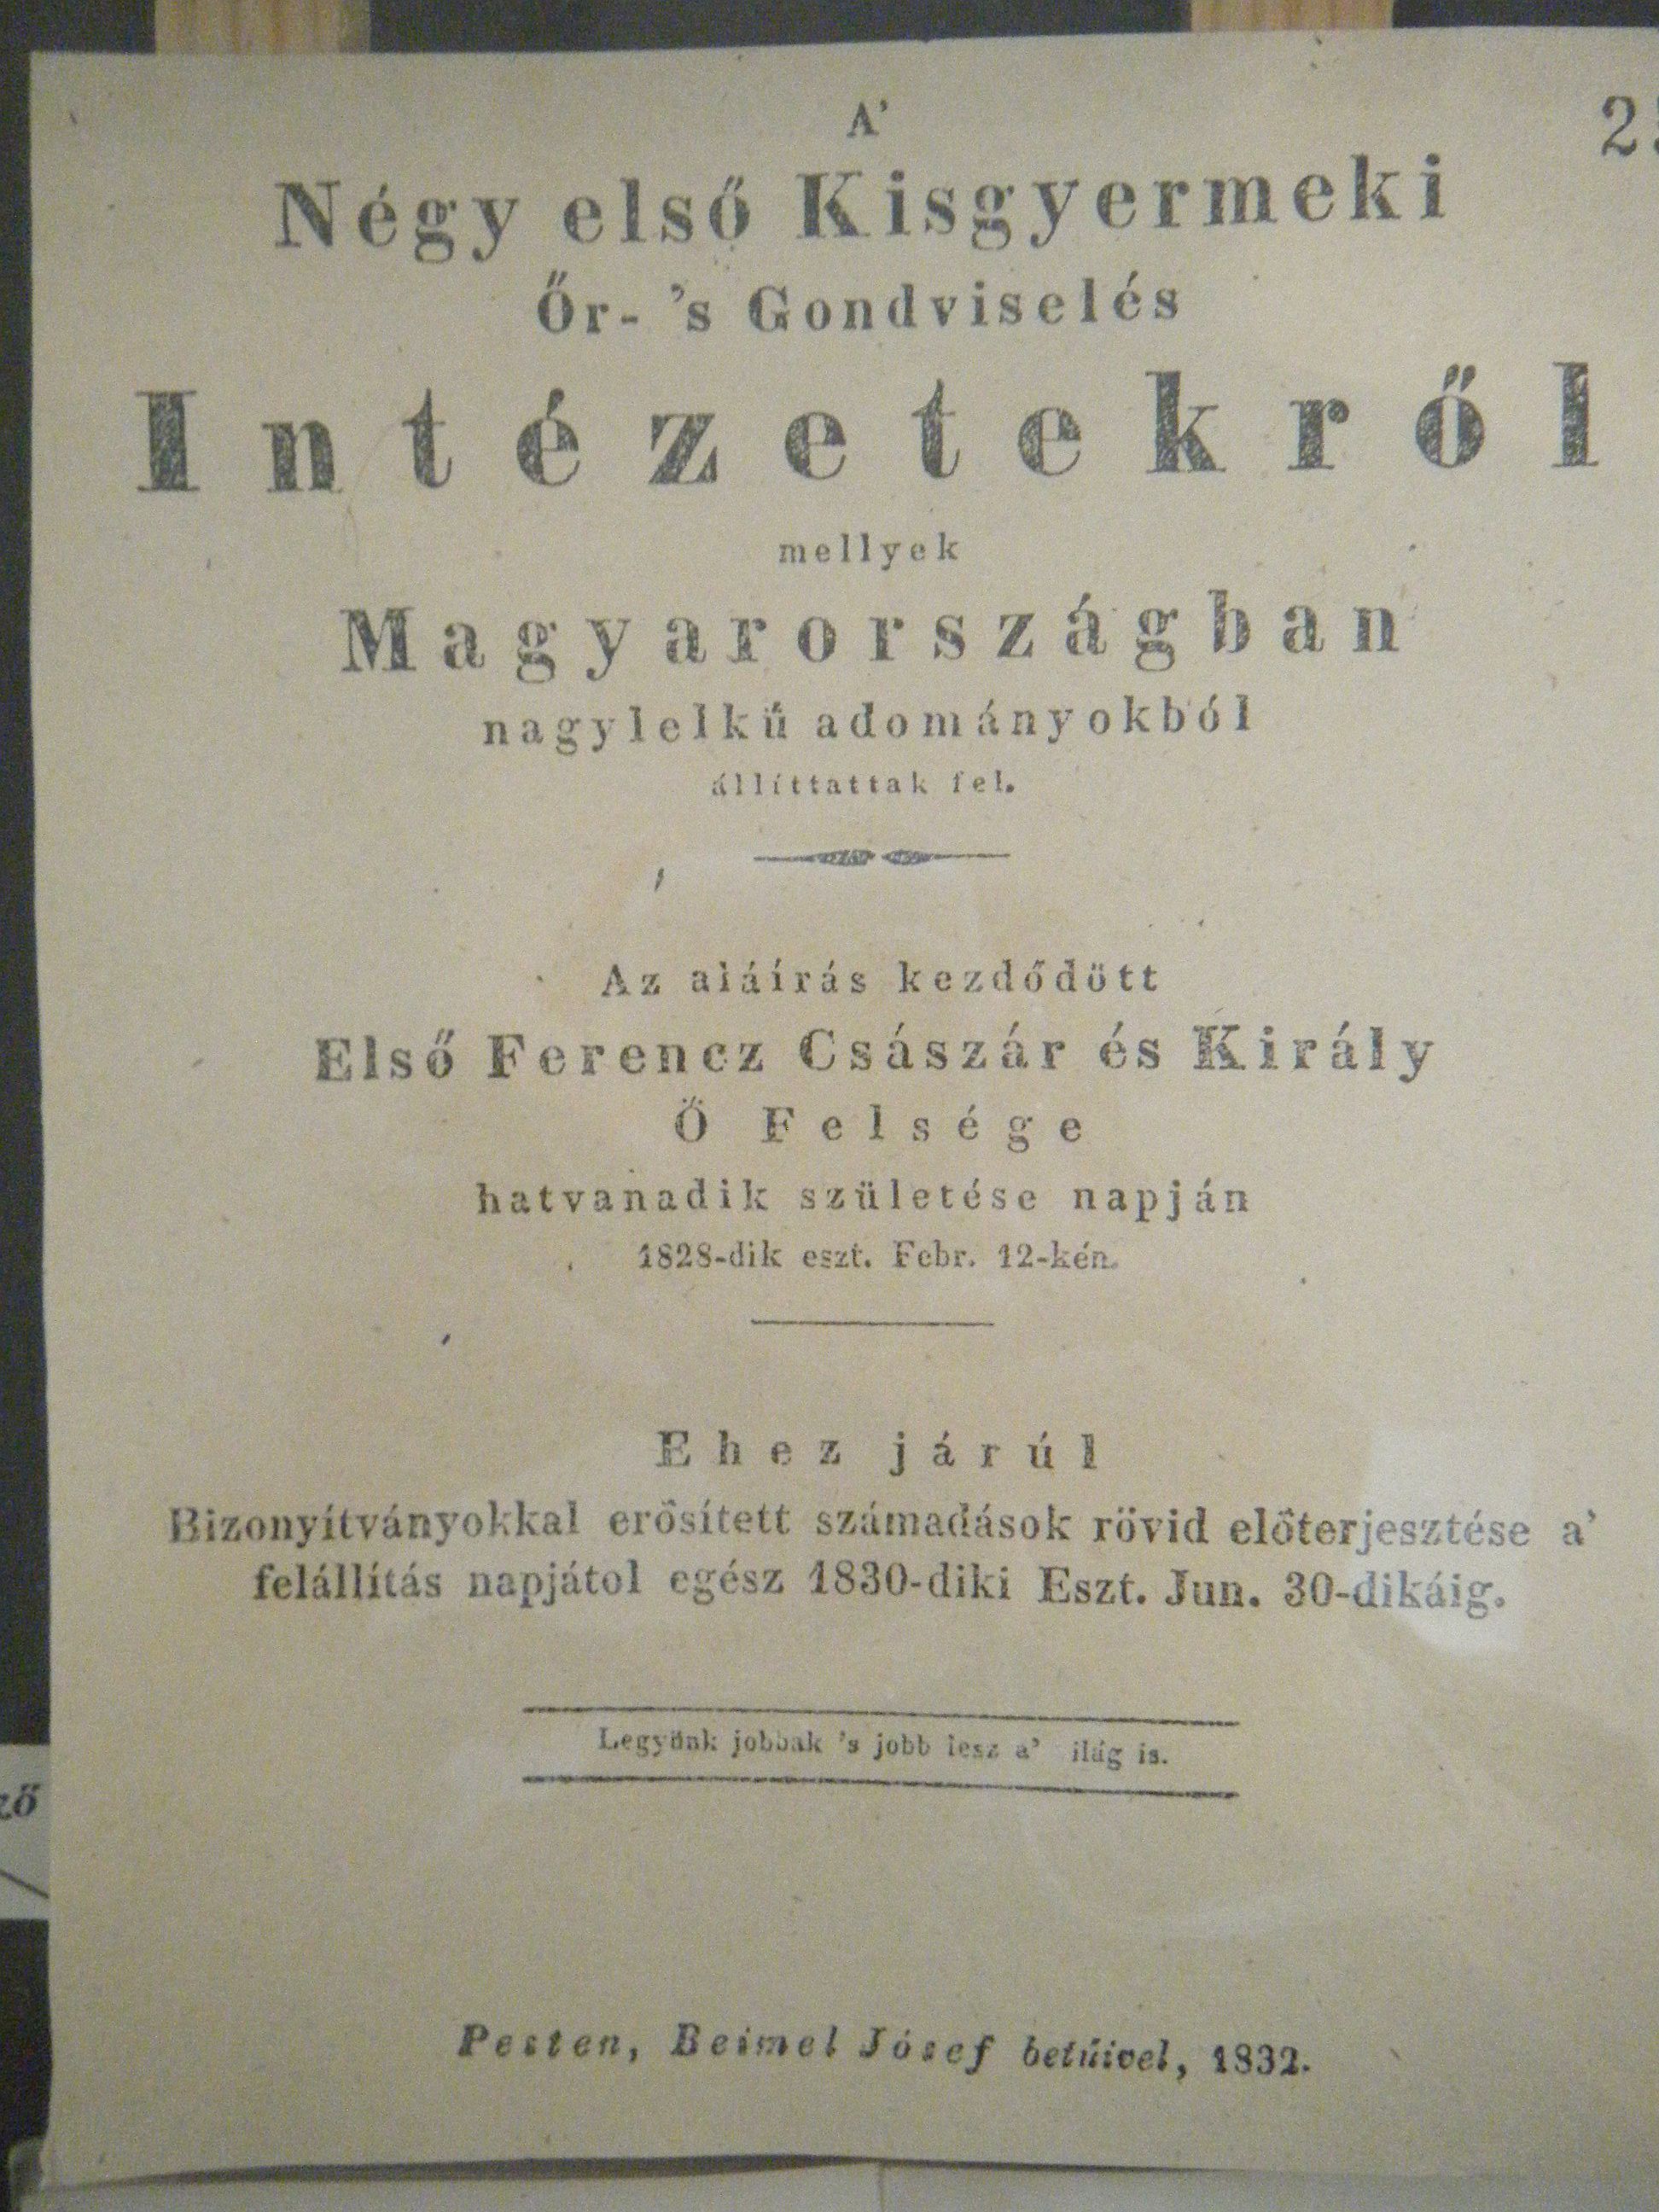 A'
Négy első Kisgyermeki
Őr- 's Gondviselés
Intézetekről
mellyek
Magyarországban
nagylelkű adományokból
állíttattak fel.
Az aláírás kezdődött
Első Ferencz Császár és Király
Ő Felsége
hatvanadik születése napján
1828-dik eszt. Febr. 12-kén.
Ehez járúl
Bizonyítványokkal erősített számadások rövid előterjesztése a'
felállítás napjátol egész 1830-diki Eszt. Jun. 30-dikáig.
Legyünk jobbak 's jobb lesz a' ilág is.
Pesten, Beimel Jósef betűivel, 1832.